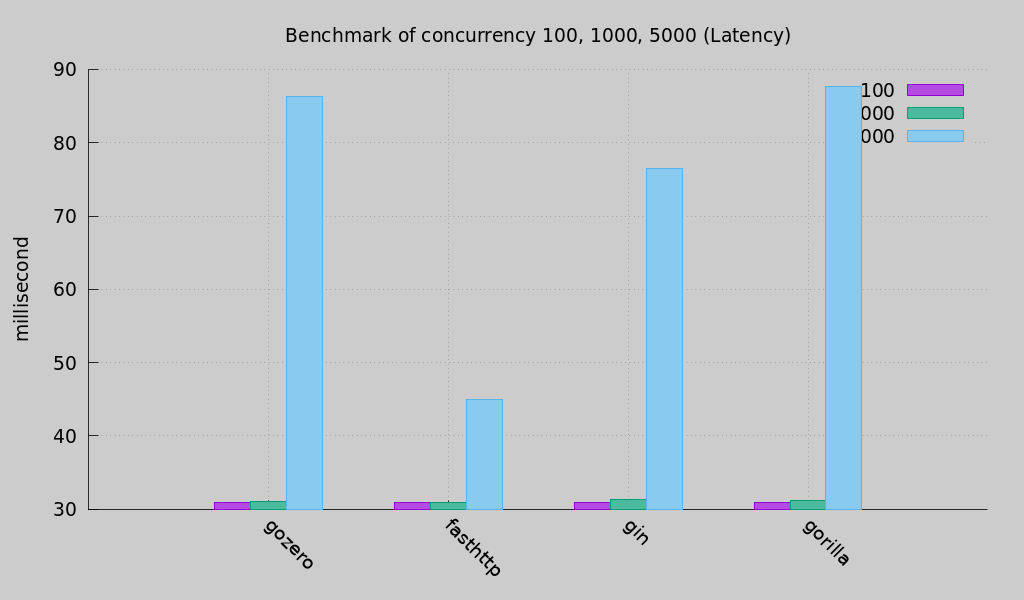 Benchmark of concurrency 100, 1000, 5000 (Latency)
90
80
70
60
50
40
30
millisecond
100
000
000
gozero
fasthttp
gin
gorilla